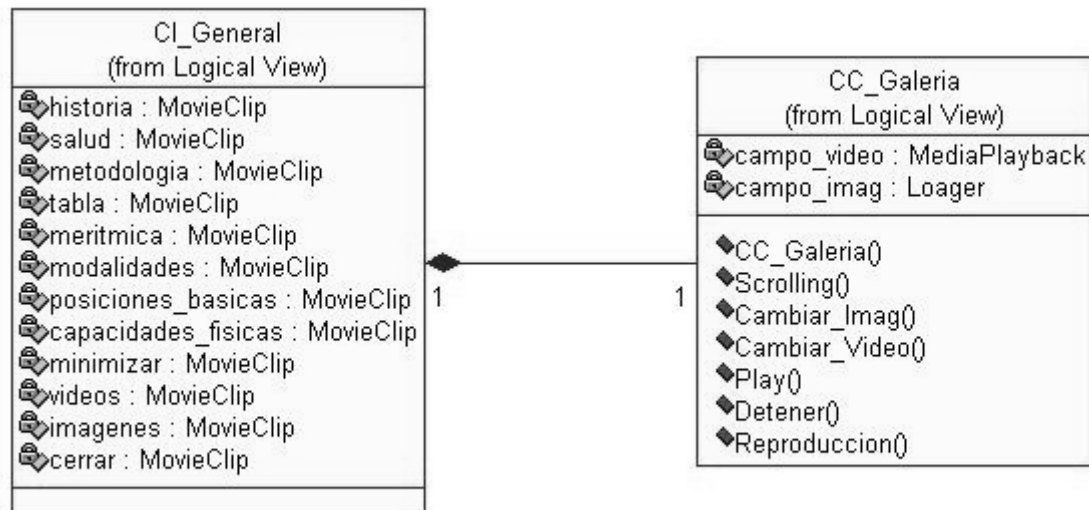 CI_General
(from Logical View)
historia : MovieClip
salud : MovieClip
metodologia : MovieClip
tabla : MovieClip
meritmica : MovieClip
modalidades : MovieClip
posiciones_basicas : MovieClip
capacidades_fisicas : MovieClip
minimizar : MovieClip
videos : MovieClip
imagenes : MovieClip
cerrar : MovieClip
1
1
CC_Galeria
(from Logical View)
campo_video : MediaPlayback
campo_imag : Loager
CC_Galeria()
Scrolling()
Cambiar_Imag()
Cambiar_Video()
Play()
Detener()
Reproduccion()